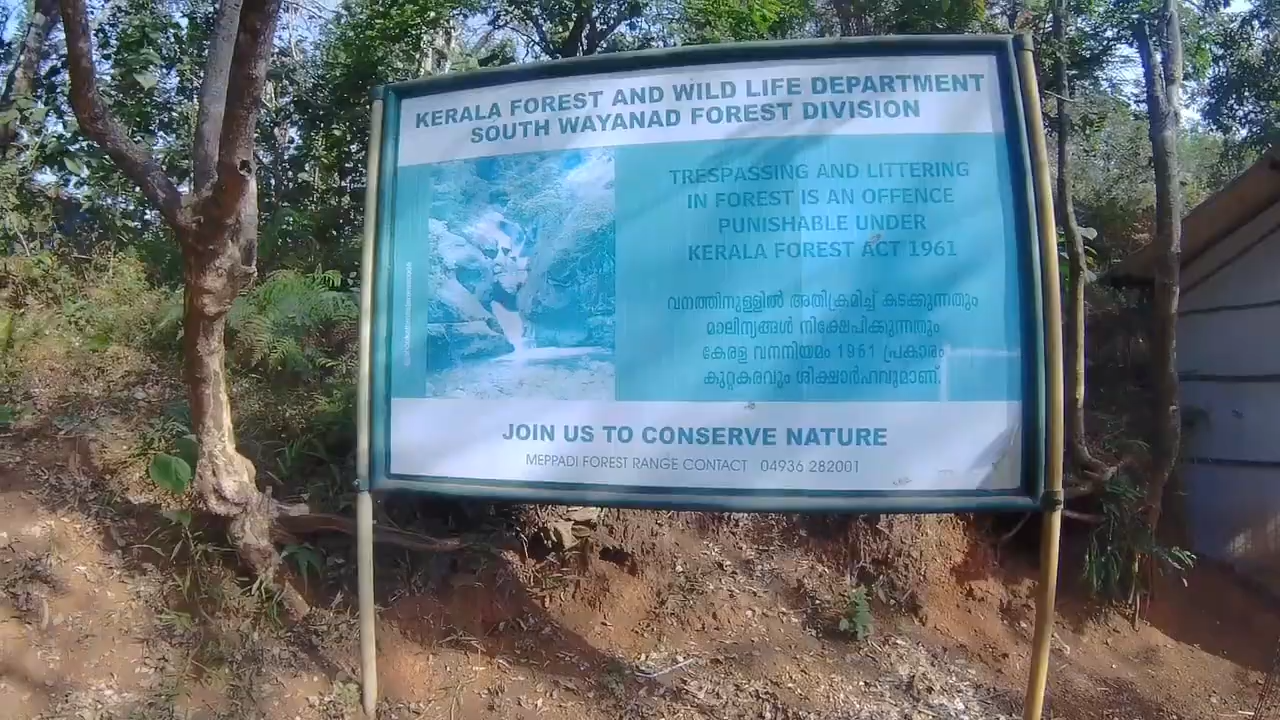 KERALA FOREST AND WILD LIFE DEPARTMENT
SOUTH WAYANAD FOREST DIVISION
TRESPASSING AND LITTERING
IN FOREST IS AN OFFENCE
PUNISHABLE UNDER
KERALA FOREST ACT 1961
വനത്തിനുള്ളിൽ അതിക്രമിച്ച് കടക്കുന്നതും
മാലിന്യങ്ങൾ നിക്ഷേപിക്കുന്നതും
കേരള വനനിയമം 1961 പ്രകാരം
കുറ്റകരവും ശിക്ഷാർഹവുമാണ്.
JOIN US TO CONSERVE NATURE
MEPPADI FOREST RANGE CONTACT 04936 282001